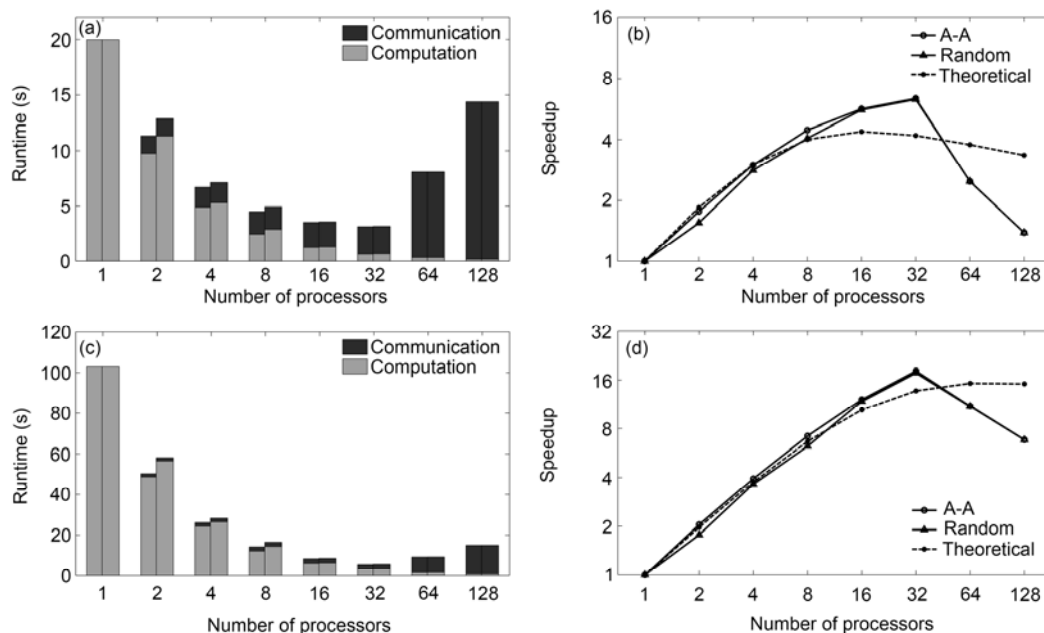 (a)
Communication
Computation
Runtime (s)
20
15
10
5
0
1 2 4 8 16 32 64 128
Number of processors
(b)
A-A
Random
Theoretical
Speedup
16
8
4
2
1
1 2 4 8 16 32 64 128
Number of processors
(c)
Communication
Computation
Runtime (s)
120
100
80
60
40
20
0
1 2 4 8 16 32 64 128
Number of processors
(d)
A-A
Random
Theoretical
Speedup
32
16
8
4
2
1
1 2 4 8 16 32 64 128
Number of processors